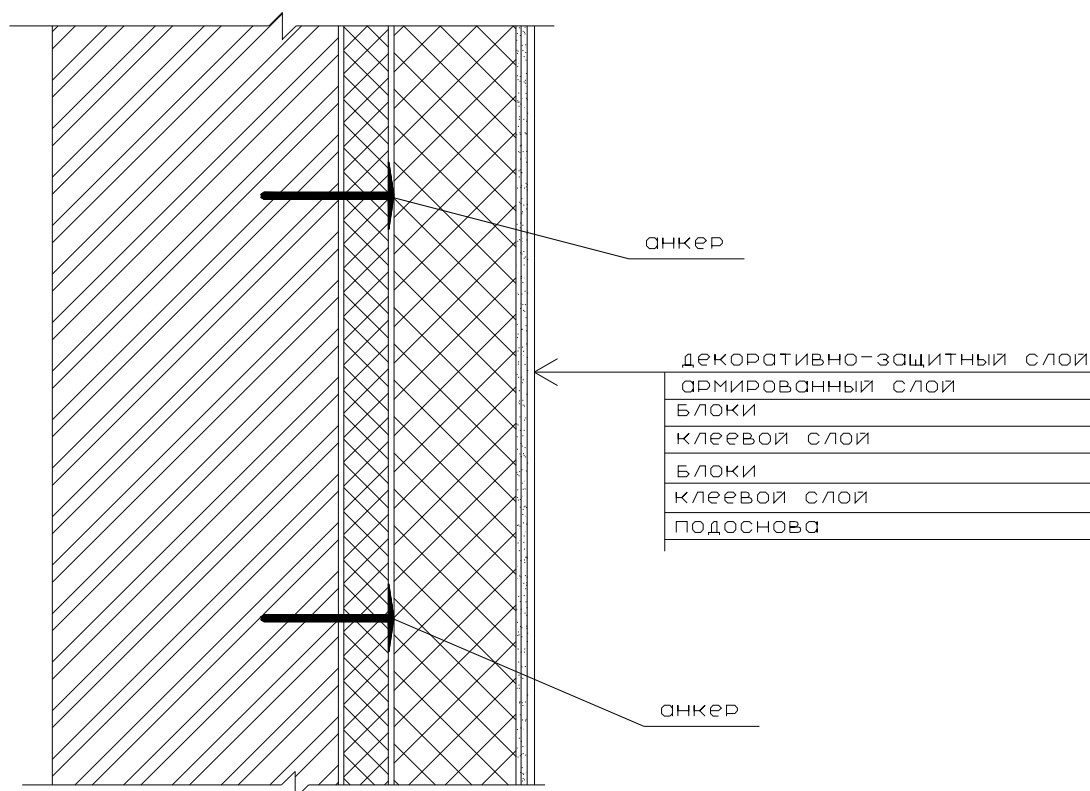 анкер
декоративно-защитный слой
армированный слой
блоки
клеевой слой
блоки
клеевой слой
подоснова
анкер